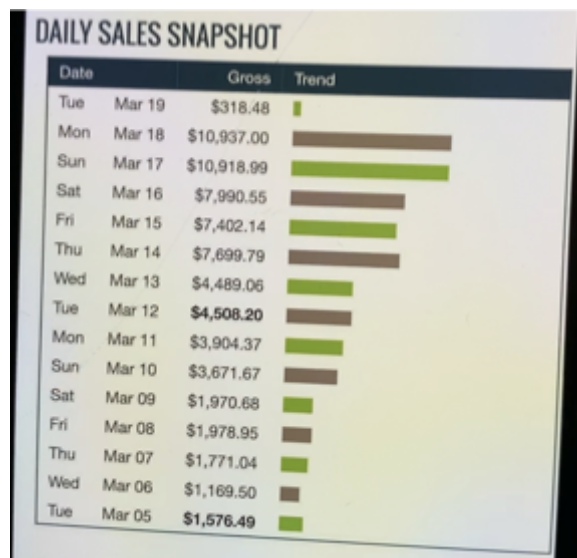 DAILY SALES SNAPSHOT
Date Gross Trend
Tue Mar 19 $318.48
Mon Mar 18 $10,937.00
Sun Mar 17 $10,918.99
Sat Mar 16 $7,990.55
Fri Mar 15 $7,402.14
Thu Mar 14 $7,699.79
Wed Mar 13 $4,489.06
Tue Mar 12 $4,508.20
Mon Mar 11 $3,904.37
Sun Mar 10 $3,671.67
Sat Mar 09 $1,970.68
Fri Mar 08 $1,978.95
Thu Mar 07 $1,771.04
Wed Mar 06 $1,169.50
Tue Mar 05 $1,576.49